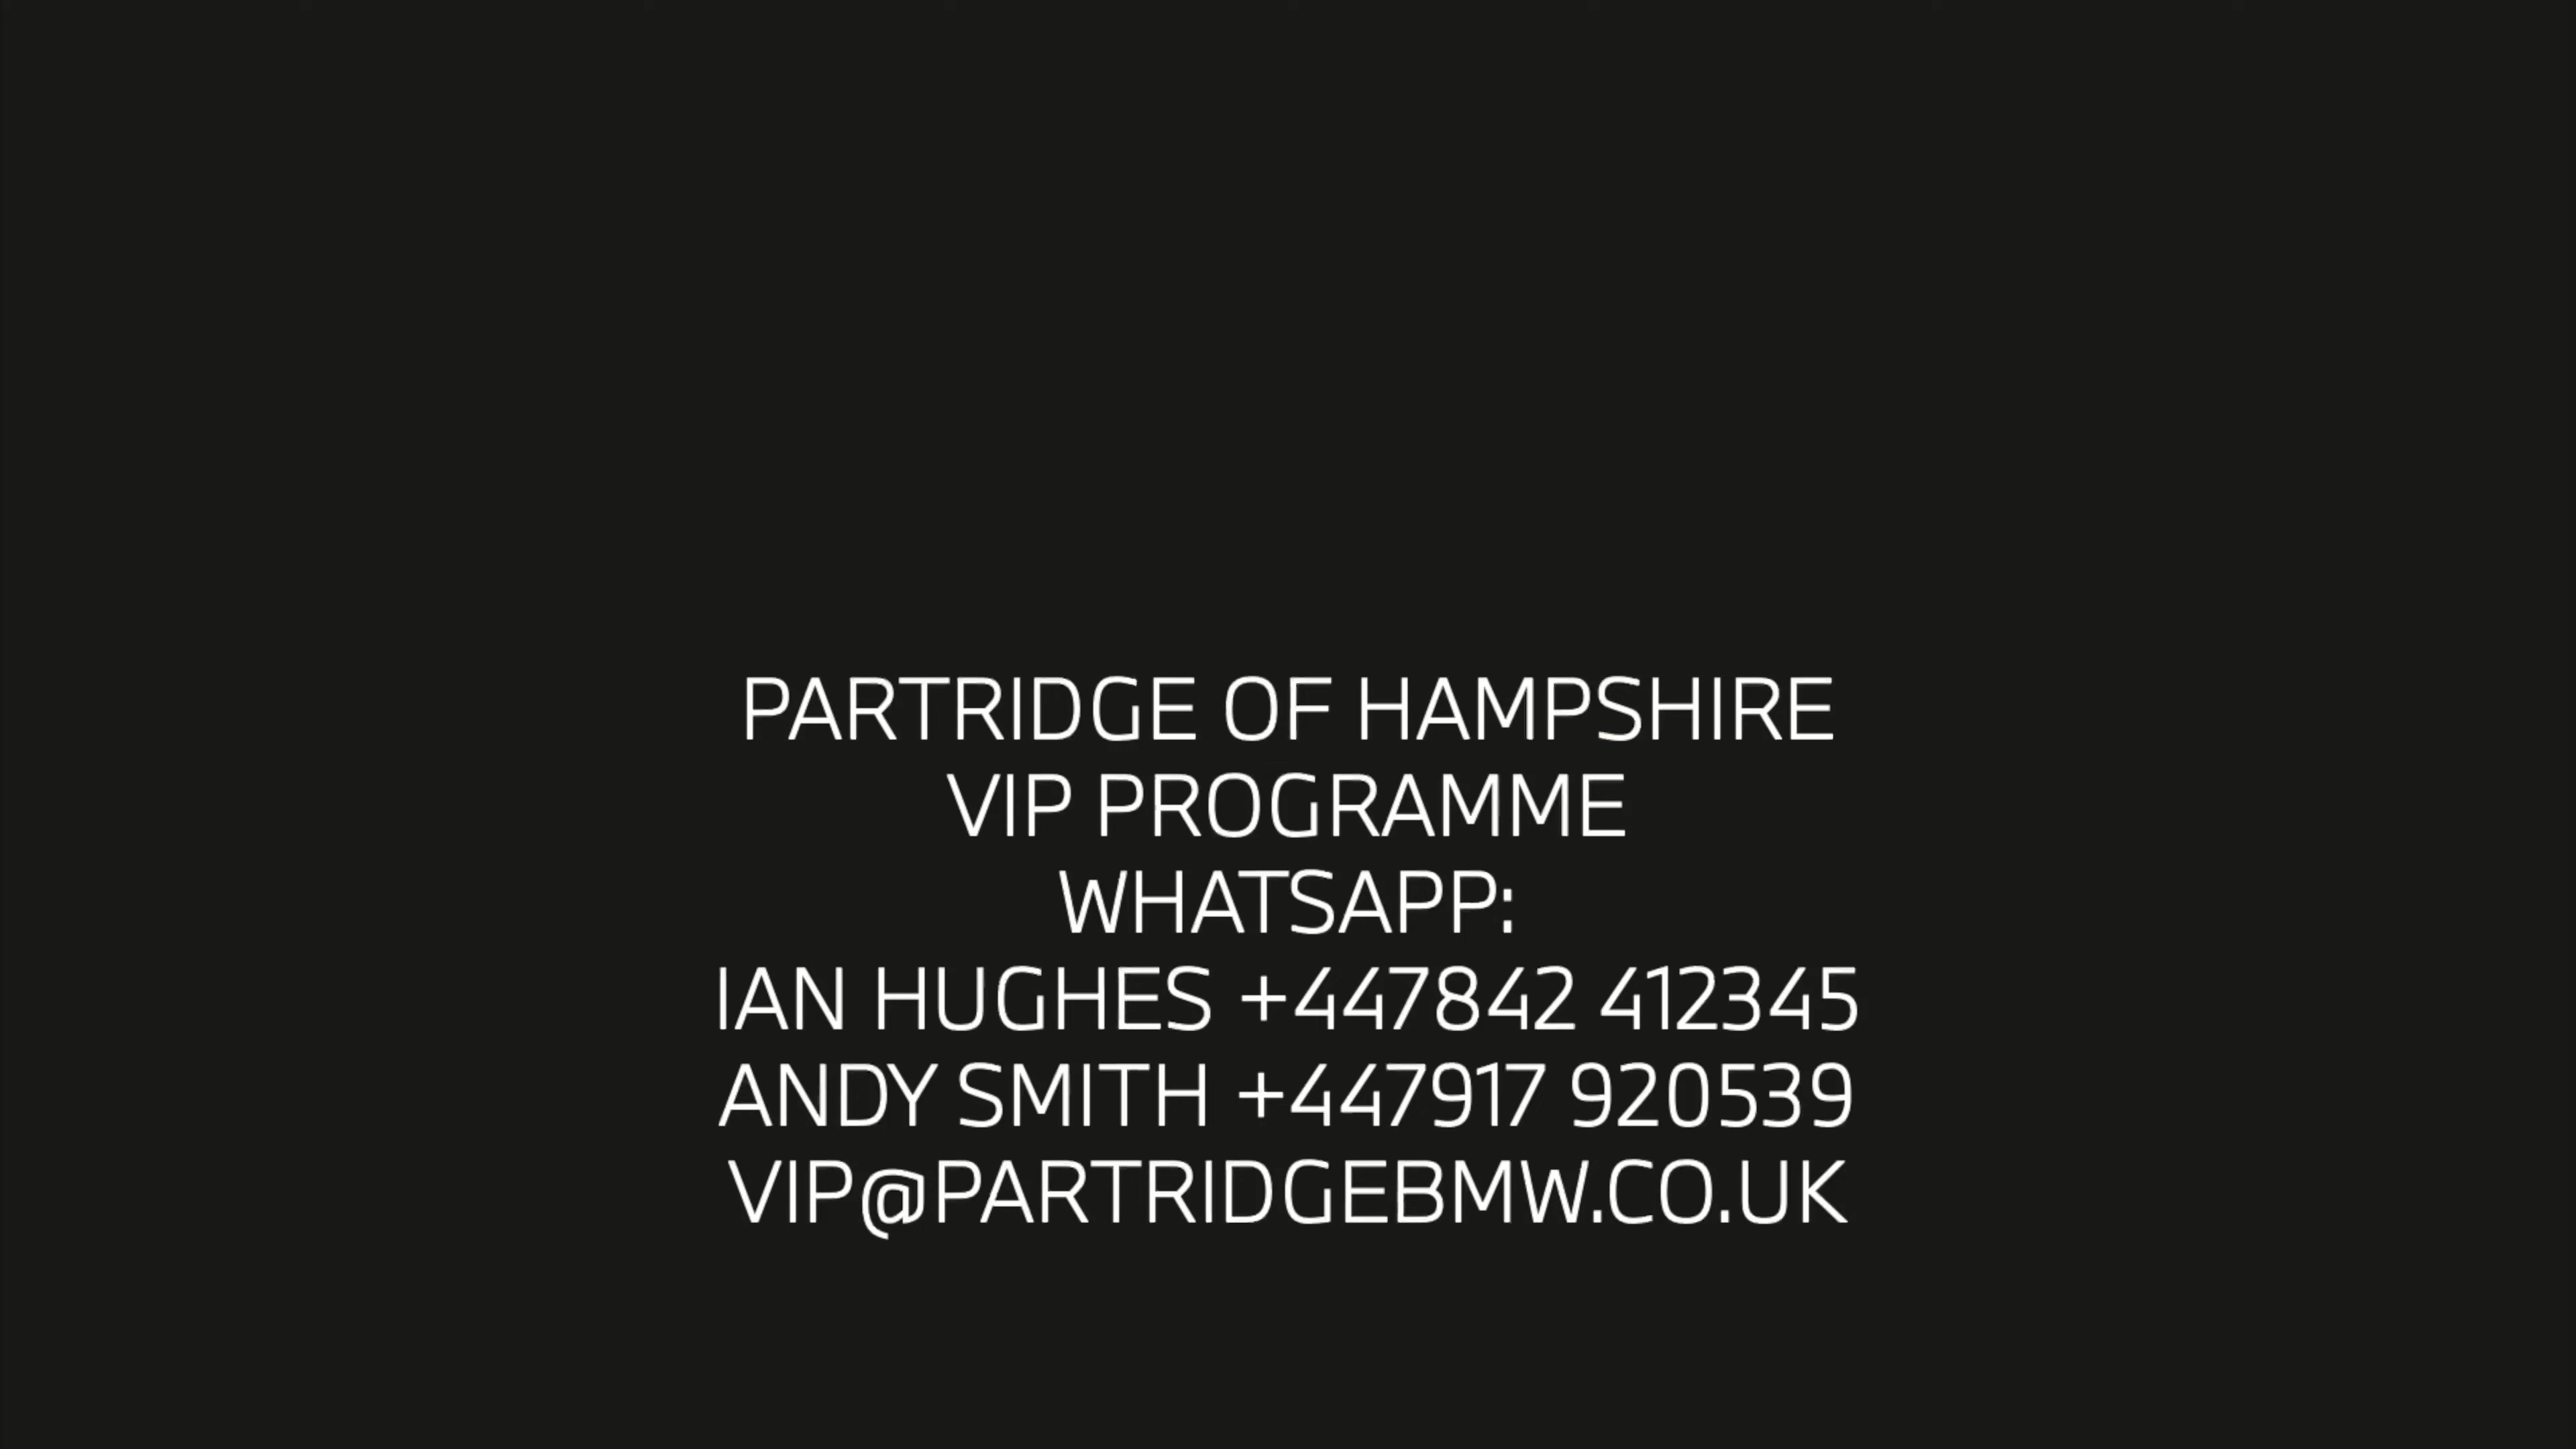 PARTRIDGE OF HAMPSHIRE
VIP PROGRAMME
WHATSAPP:
IAN HUGHES +447842 412345
ANDY SMITH +447917 920539
VIP@PARTRIDGEBMW.CO.UK